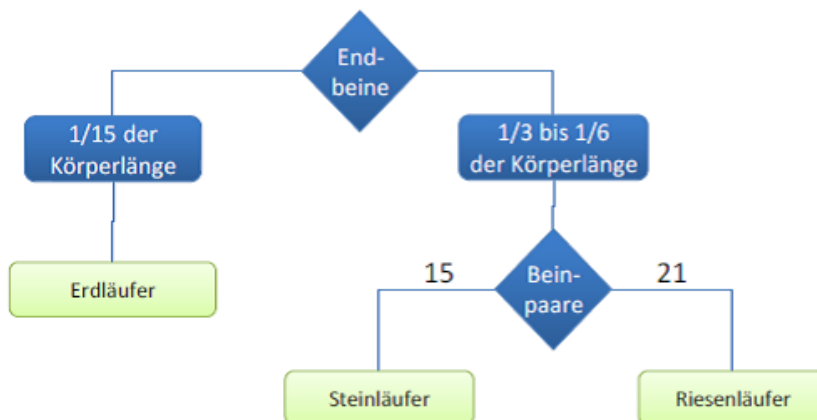 End-
beine
1/15 der
Körperlänge
1/3 bis 1/6
der Körperlänge
Erdläufer
15
Bein-
paare
21
Steinläufer
Riesenläufer